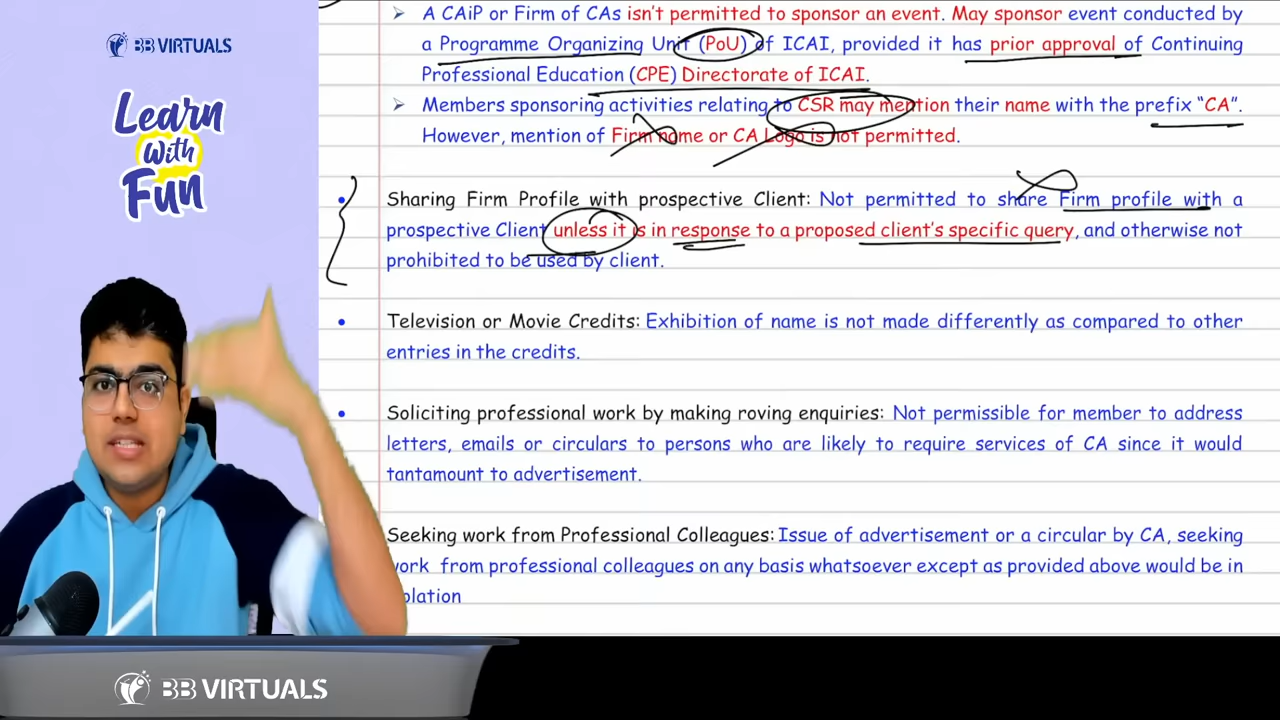 BB VIRTUALS
Learn
With
Fun
A CAiP or Firm of CAs isn't permitted to sponsor an event. May sponsor event conducted by
a Programme Organizing Unit (PoU) of ICAI, provided it has prior approval of Continuing
Professional Education (CPE) Directorate of ICAI.
Members sponsoring activities relating to CSR may mention their name with the prefix "CA".
However, mention of Firm name or CA Logo is not permitted.
Sharing Firm Profile with prospective Client: Not permitted to share Firm profile with a
prospective Client unless it is in response to a proposed client's specific query, and otherwise not
prohibited to be used by client.
Television or Movie Credits: Exhibition of name is not made differently as compared to other
entries in the credits.
Soliciting professional work by making roving enquiries: Not permissible for member to address
letters, emails or circulars to persons who are likely to require services of CA since it would
tantamount to advertisement.
Seeking work from Professional Colleagues: Issue of advertisement or a circular by CA, seeking
work from professional colleagues on any basis whatsoever except as provided above would be in
olation
BB VIRTUALS